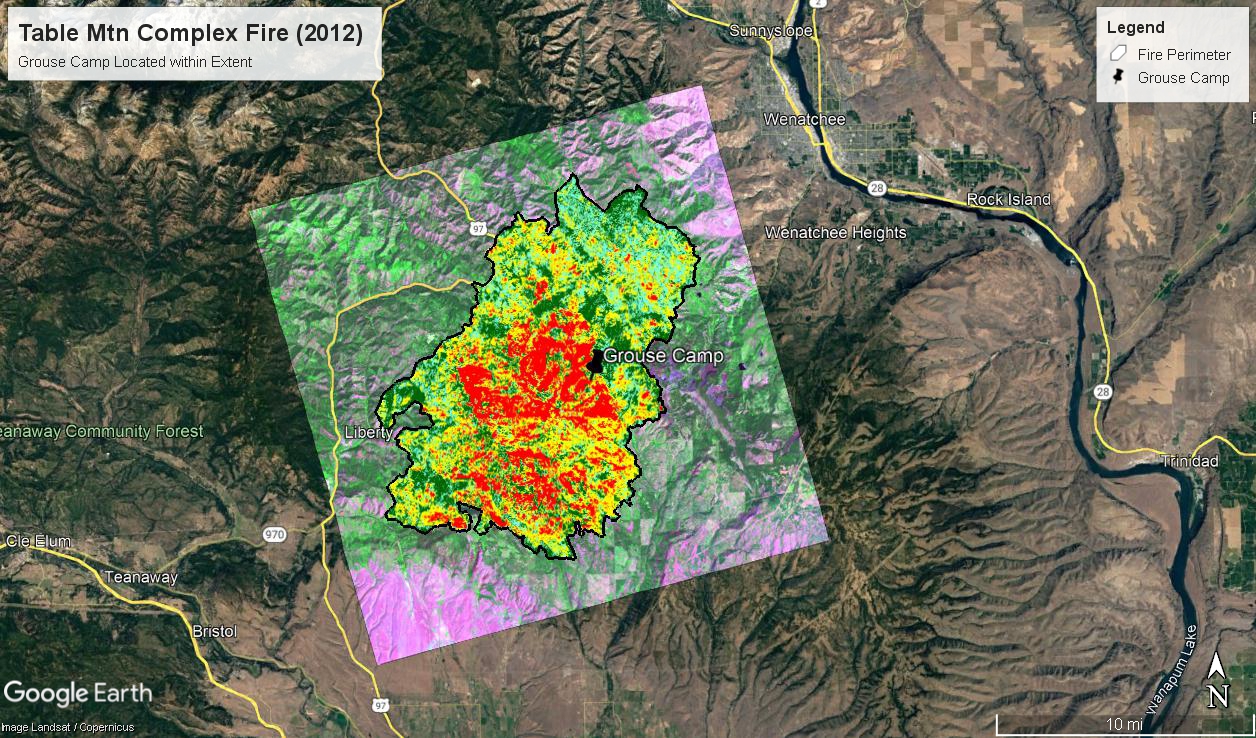 Table Mtn Complex Fire (2012)
Grouse Camp Located within Extent
Legend
Fire Perimeter
Grouse Camp
Sunnyslope
2
Wenatchee
28
Rock Island
Wenatchee Heights
97
Grouse Camp
28
Liberty
eanaway Community Forest
Trinidad
970
Cle Elum
Teanaway
Bristol
Wanapum Lake
Google Earth
97
N
Image Landsat / Copernicus
10 mi